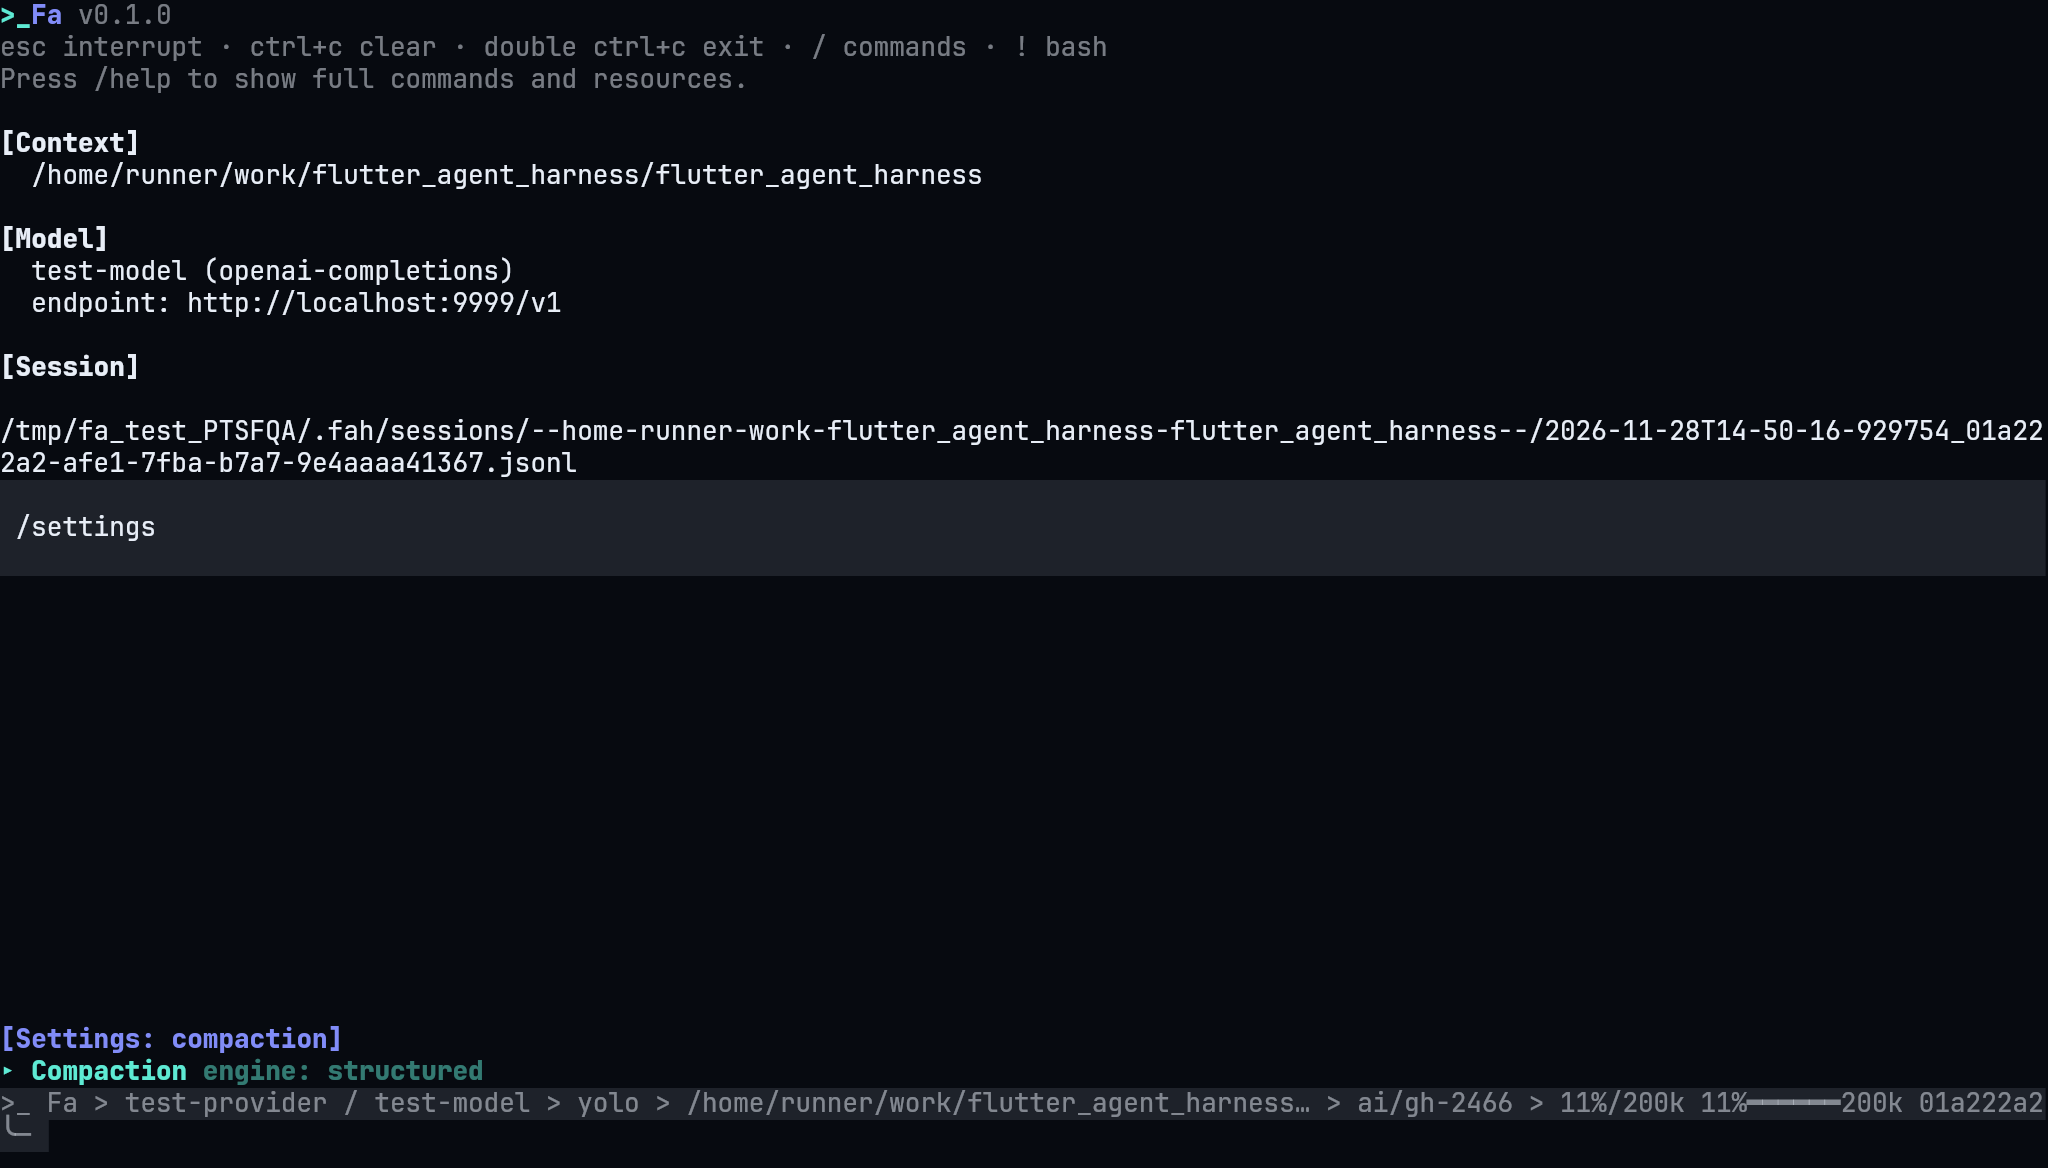 >_Fa v0.1.0
esc interrupt · ctrl+c clear · double ctrl+c exit · / commands · ! bash
Press /help to show full commands and resources.
[Context]
/home/runner/work/flutter_agent_harness/flutter_agent_harness
[Model]
test-model (openai-completions)
endpoint: http://localhost:9999/v1
[Session]
/tmp/fa_test_PTSFQA/.fah/sessions/--home-runner-work-flutter_agent_harness-flutter_agent_harness--/2026-11-28T14-50-16-929754_01a22
2a2-afe1-7fba-b7a7-9e4aaaa41367.jsonl
/settings
[Settings: compaction]
▸ Compaction engine: structured
>_ Fa > test-provider / test-model > yolo > /home/runner/work/flutter_agent_harness… > ai/gh-2466 > 11%/200k 11%━━━━━━200k 01a222a2
╰─